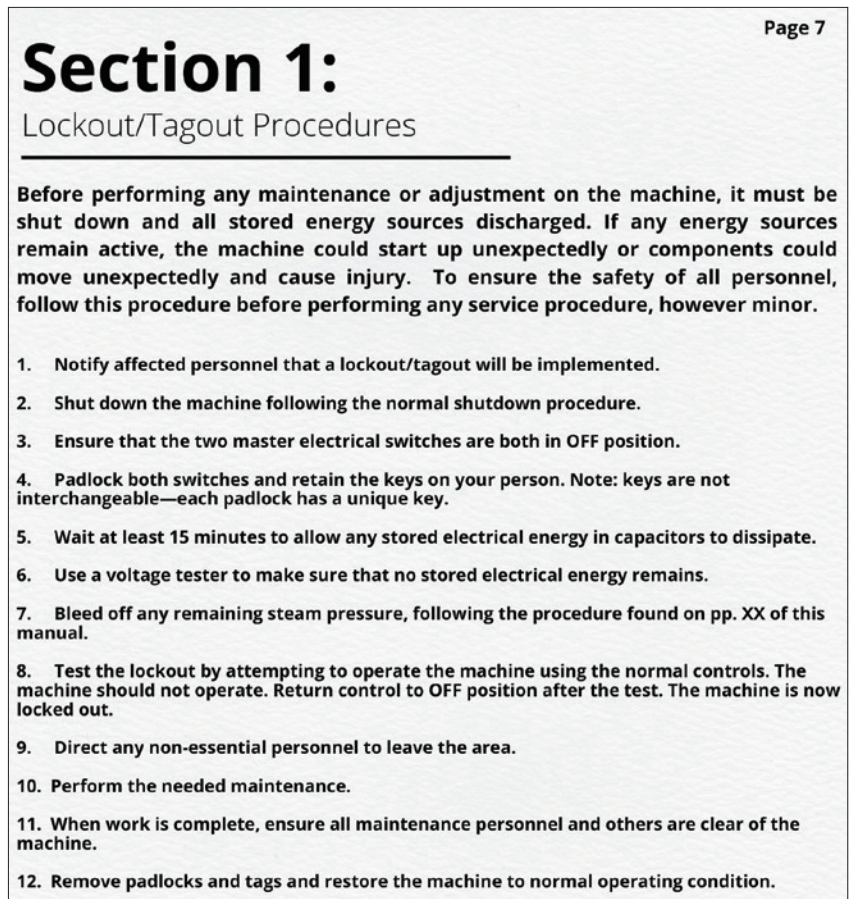 Page 7
Section 1:
Lockout/Tagout Procedures
Before performing any maintenance or adjustment on the machine, it must be
shut down and all stored energy sources discharged. If any energy sources
remain active, the machine could start up unexpectedly or components could
move unexpectedly and cause injury. To ensure the safety of all personnel,
follow this procedure before performing any service procedure, however minor.
1. Notify affected personnel that a lockout/tagout will be implemented.
2. Shut down the machine following the normal shutdown procedure.
3. Ensure that the two master electrical switches are both in OFF position.
4. Padlock both switches and retain the keys on your person. Note: keys are not
interchangeable—each padlock has a unique key.
5. Wait at least 15 minutes to allow any stored electrical energy in capacitors to dissipate.
6. Use a voltage tester to make sure that no stored electrical energy remains.
7. Bleed off any remaining steam pressure, following the procedure found on pp. XX of this
manual.
8. Test the lockout by attempting to operate the machine using the normal controls. The
machine should not operate. Return control to OFF position after the test. The machine is now
locked out.
9. Direct any non-essential personnel to leave the area.
10. Perform the needed maintenance.
11. When work is complete, ensure all maintenance personnel and others are clear of the
machine.
12. Remove padlocks and tags and restore the machine to normal operating condition.